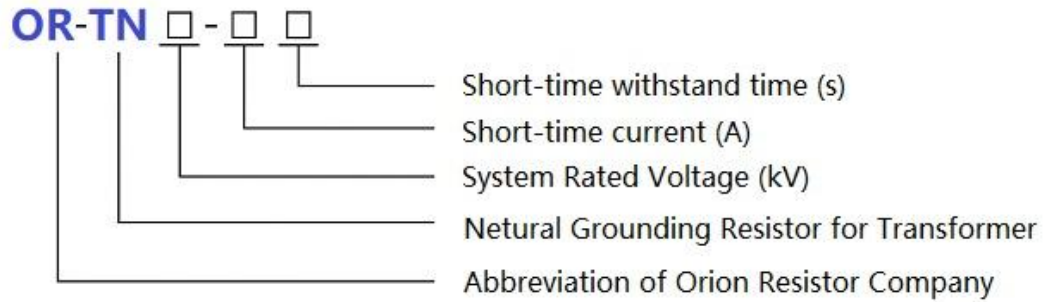 OR-TN □ - □ □
Short-time withstand time (s)
Short-time current (A)
System Rated Voltage (kV)
Netural Grounding Resistor for Transformer
Abbreviation of Orion Resistor Company